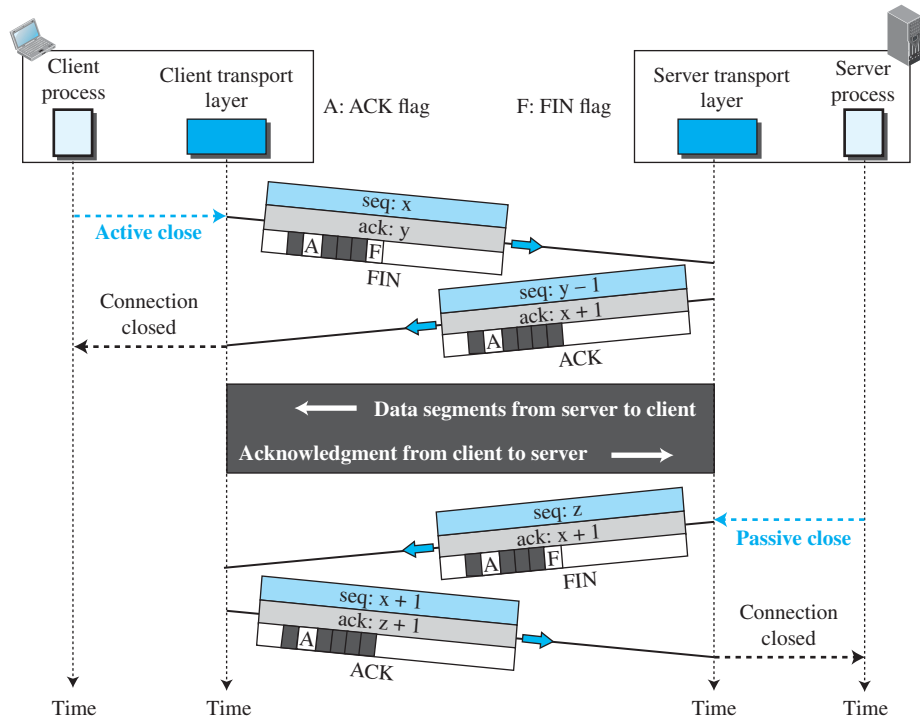 Client
process
Client transport
layer
A: ACK flag
F: FIN flag
Server transport
layer
Server
process
Active close
seq: x
ack: y
A
F
FIN
seq: y – 1
ack: x + 1
A
ACK
Connection
closed
Data segments from server to client
Acknowledgment from client to server
seq: z
ack: x + 1
A
F
FIN
Passive close
seq: x + 1
ack: z + 1
A
ACK
Connection
closed
Time
Time
Time
Time